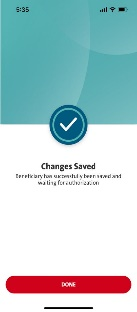 5:35
Changes Saved
Beneficiary has successfully been saved and
waiting for authorization
DONE